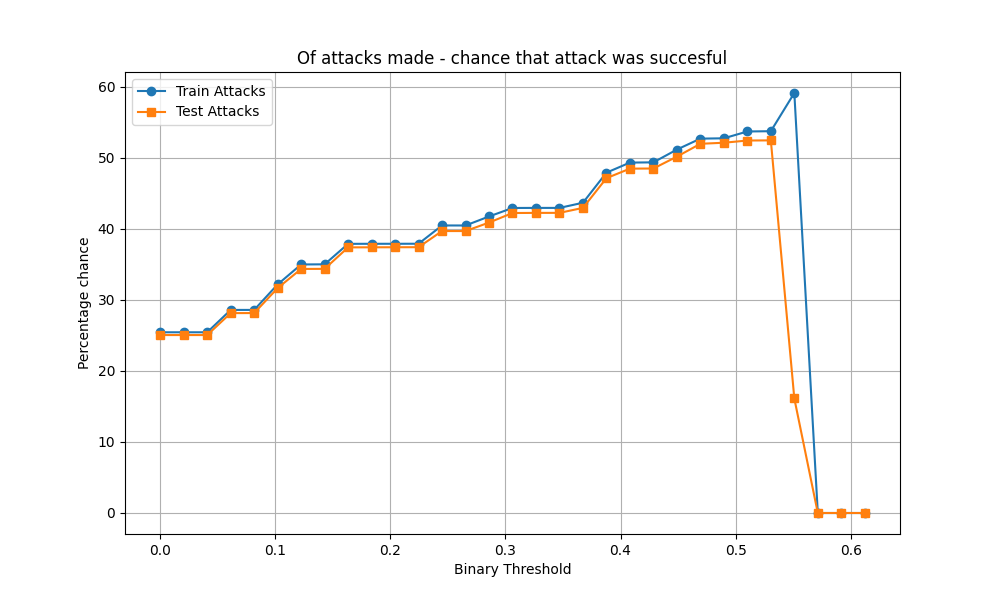 Of attacks made - chance that attack was succesful
Train Attacks
Test Attacks
Percentage chance
60
50
40
30
20
10
0
0.0 0.1 0.2 0.3 0.4 0.5 0.6
Binary Threshold